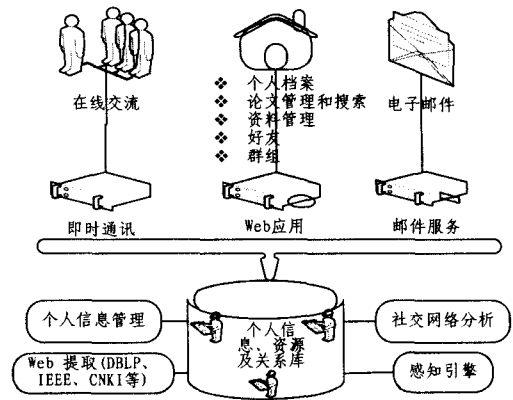 在线交流
❖ 个人档案
❖ 论文管理和搜索
❖ 资料管理
❖ 好友
❖ 群组
电子邮件
即时通讯
Web应用
邮件服务
个人信息管理
社交网络分析
个人信
息、资源
及关系库
Web 提取(DBLP、
IEEE、CNKI等)
感知引擎